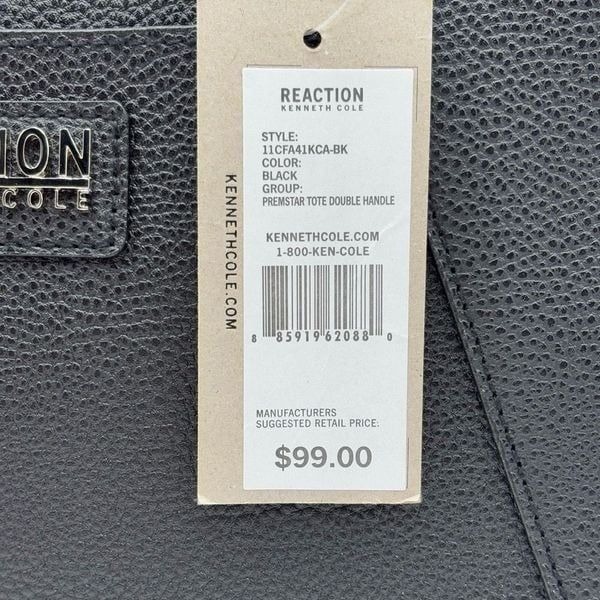 ION
COLE
KENNETHCOLE.COM
REACTION
KENNETH COLE
STYLE:
11CFA41KCA-BK
COLOR:
BLACK
GROUP:
PREMSTAR TOTE DOUBLE HANDLE
KENNETHCOLE.COM
1-800-KEN-COLE
8 85919 62088 0
MANUFACTURERS
SUGGESTED RETAIL PRICE:
$99.00